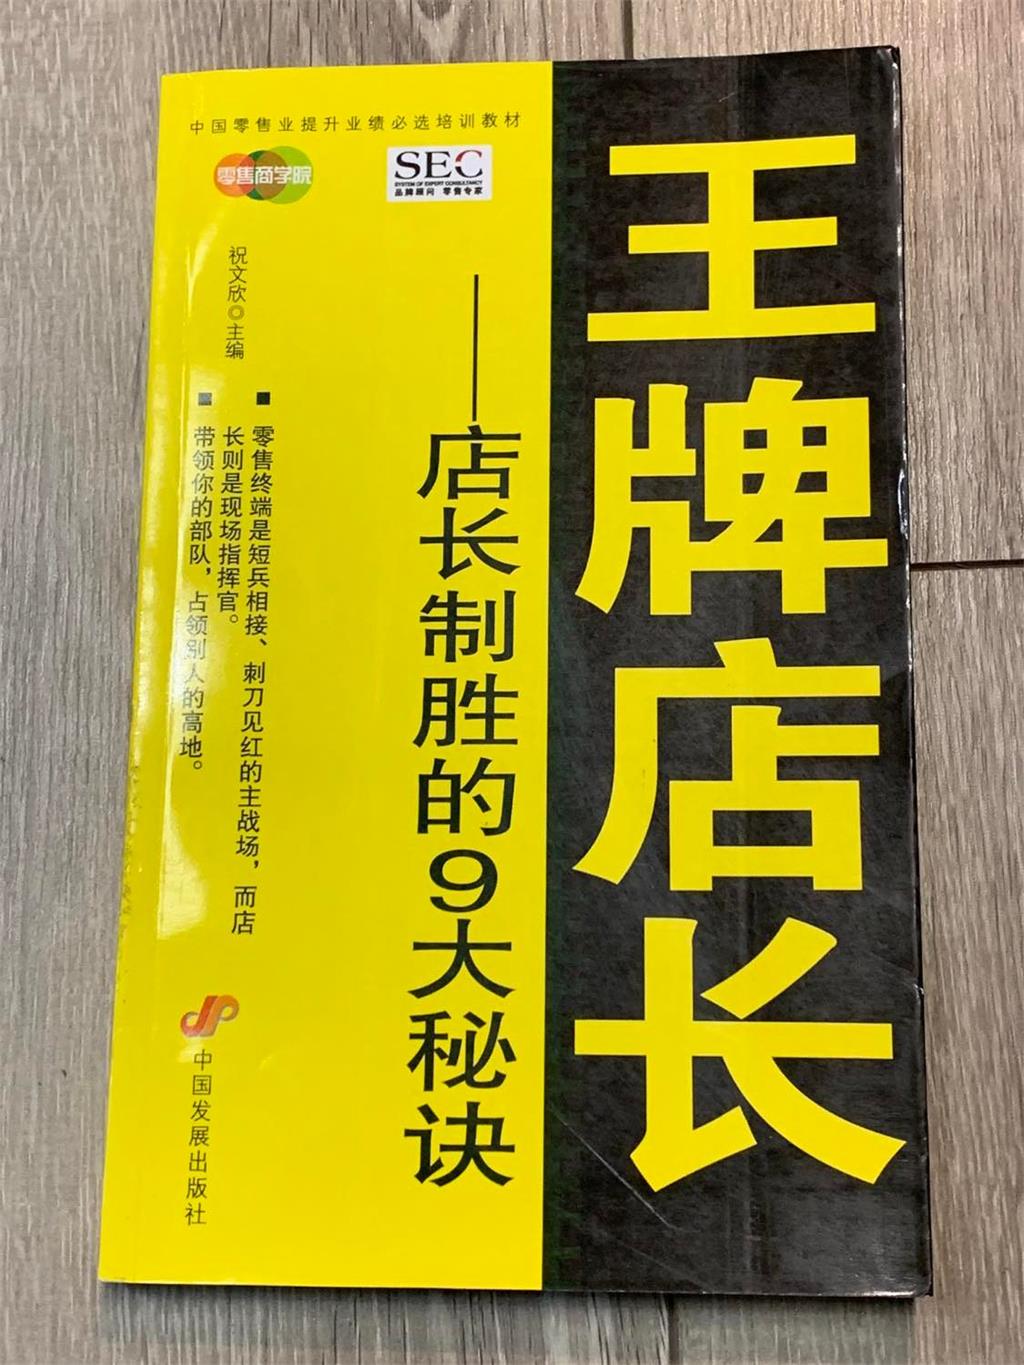 中国零售业提升业绩必选培训教材
零售商学院
SEC
SYSTEM OF EXPERT CONSULTANCY
品牌顾问 零售专家
王牌店长
——店长制胜的9大秘诀
祝文欣◎主编
■ 零售终端是短兵相接、刺刀见红的主战场，而店
长则是现场指挥官。
■ 带领你的部队，占领别人的高地。
中国发展出版社